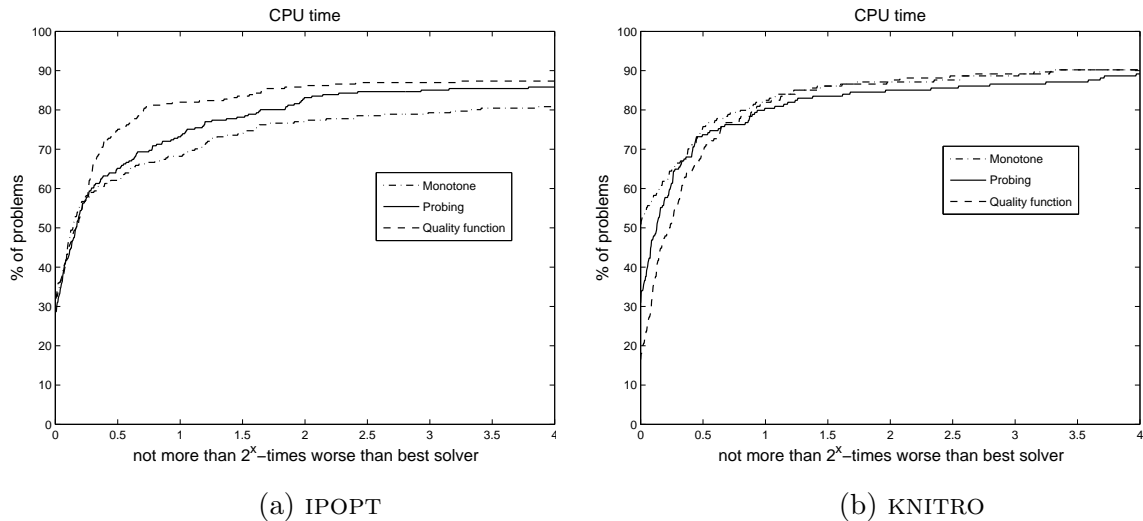 CPU time
100
90
80
70
60
50
40
30
20
10
0
% of problems
Monotone
Probing
Quality function
0 0.5 1 1.5 2 2.5 3 3.5 4
not more than 2^x−times worse than best solver
(a) IPOPT
CPU time
100
90
80
70
60
50
40
30
20
10
0
% of problems
Monotone
Probing
Quality function
0 0.5 1 1.5 2 2.5 3 3.5 4
not more than 2^x−times worse than best solver
(b) KNITRO